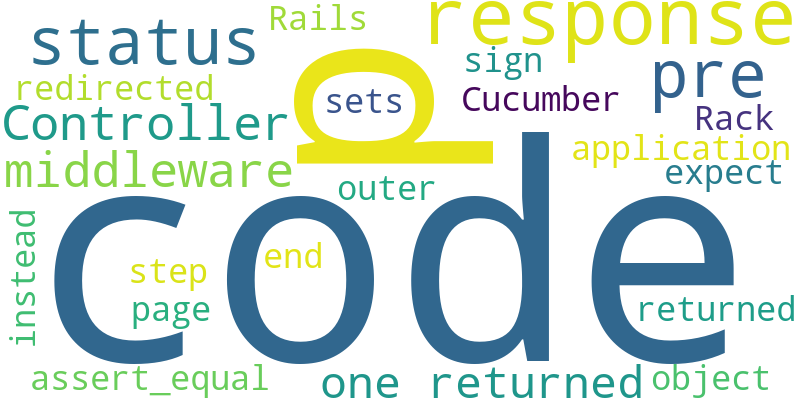 Rails
response
status
sign
pre
redirected
sets
Cucumber
Rack
Controller
p
application
middleware
expect
outer
code
instead
end
step
page
returned
assert_equal
one returned
object